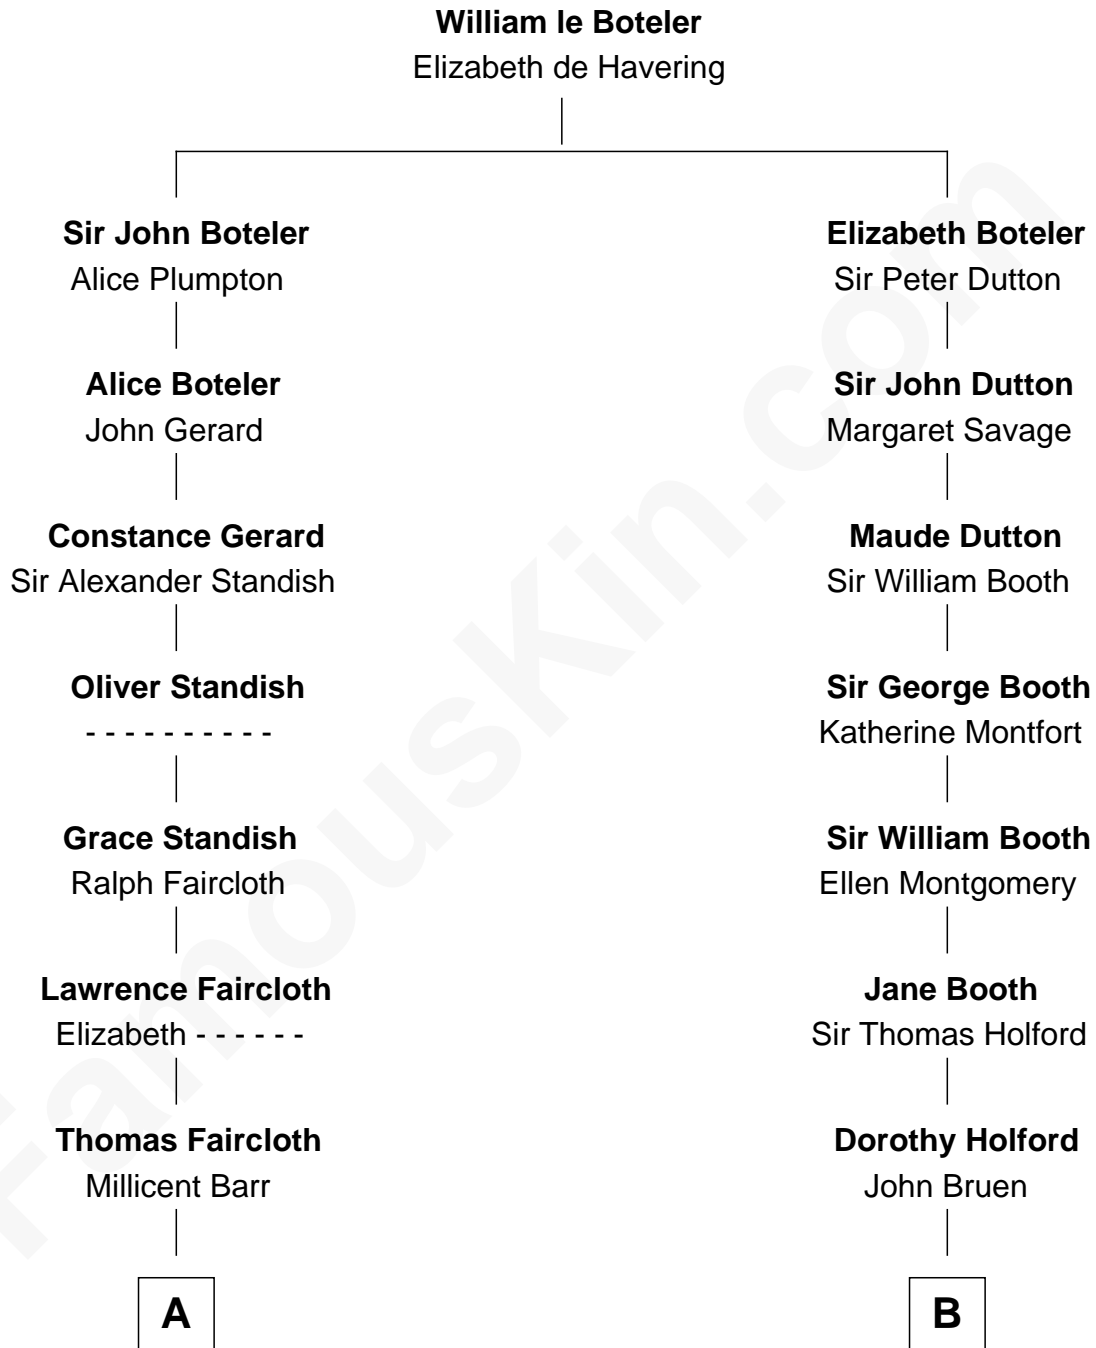 William le Boteler
Elizabeth de Havering
Sir John Boteler
Alice Plumpton
Elizabeth Boteler
Sir Peter Dutton
Alice Boteler
John Gerard
Sir John Dutton
Margaret Savage
Constance Gerard
Sir Alexander Standish
Maude Dutton
Sir William Booth
Oliver Standish
- - - - - - - - - -
Sir George Booth
Katherine Montfort
Grace Standish
Ralph Faircloth
Sir William Booth
Ellen Montgomery
Lawrence Faircloth
Elizabeth - - - - - -
Jane Booth
Sir Thomas Holford
Thomas Faircloth
Millicent Barr
Dorothy Holford
John Bruen
A
B
FamousKin.com